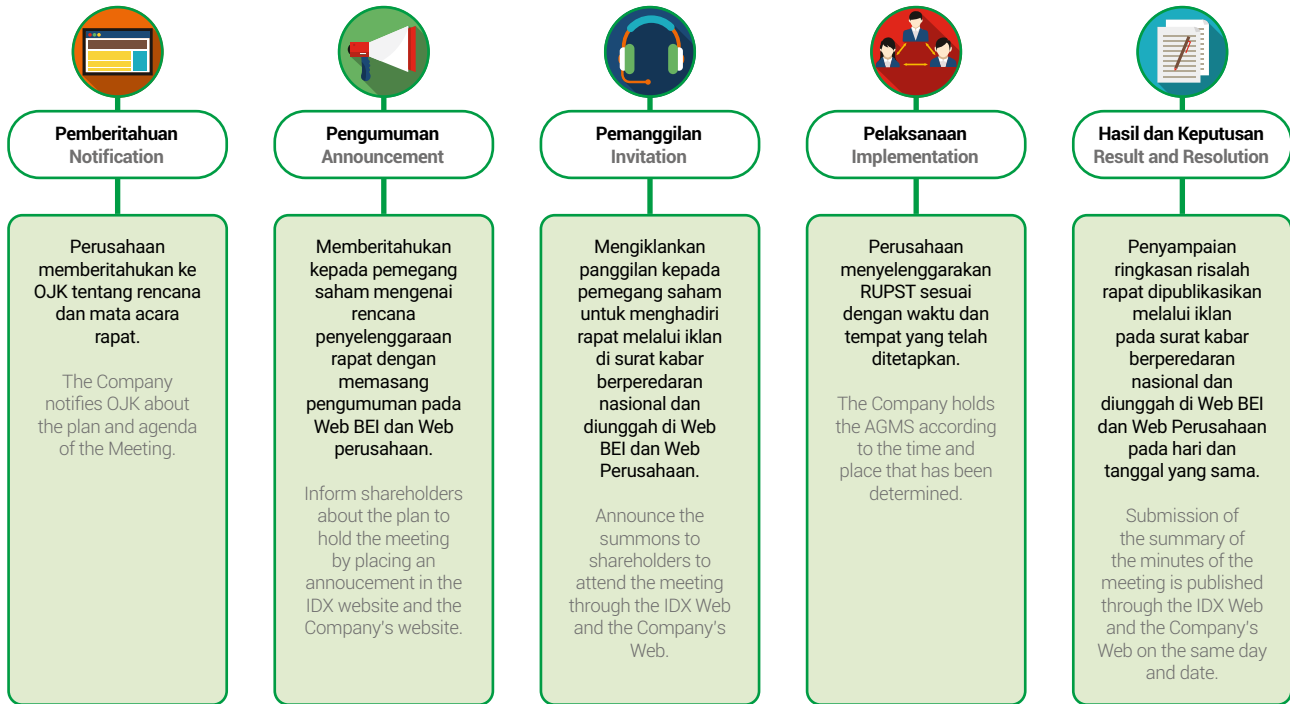 Pemberitahuan
Notification
Perusahaan
memberitahukan ke
OJK tentang rencana
dan mata acara
rapat.
The Company
notifies OJK about
the plan and agenda
of the Meeting.
Pengumuman
Announcement
Memberitahukan
kepada pemegang
saham mengenai
rencana
penyelenggaraan
rapat dengan
memasang
pengumuman pada
Web BEI dan Web
perusahaan.
Inform shareholders
about the plan to
hold the meeting
by placing an
annoucement in the
IDX website and the
Company's website.
Pemanggilan
Invitation
Mengiklankan
panggilan kepada
pemegang saham
untuk menghadiri
rapat melalui iklan
di surat kabar
berperedaran
nasional dan
diunggah di Web
BEI dan Web
Perusahaan.
Announce the
summons to
shareholders to
attend the meeting
through the IDX Web
and the Company's
Web.
Pelaksanaan
Implementation
Perusahaan
menyelenggarakan
RUPST sesuai
dengan waktu dan
tempat yang telah
ditetapkan.
The Company holds
the AGMS according
to the time and
place that has been
determined.
Hasil dan Keputusan
Result and Resolution
Penyampaian
ringkasan risalah
rapat dipublikasikan
melalui iklan
pada surat kabar
berperedaran
nasional dan
diunggah di Web BEI
dan Web Perusahaan
pada hari dan
tanggal yang sama.
Submission of
the summary of
the minutes of the
meeting is published
through the IDX Web
and the Company's
Web on the same day
and date.